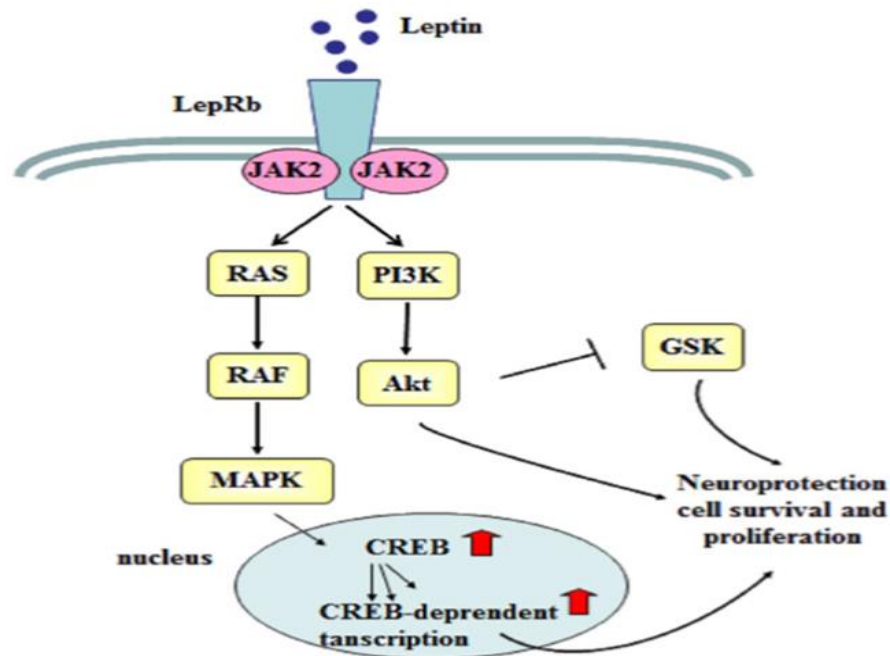 Leptin
LepRb
JAK2 JAK2
RAS PI3K
GSK
RAF Akt
MAPK
Neuroprotection
cell survival and
proliferation
nucleus
CREB
CREB-deprendent
tanscription